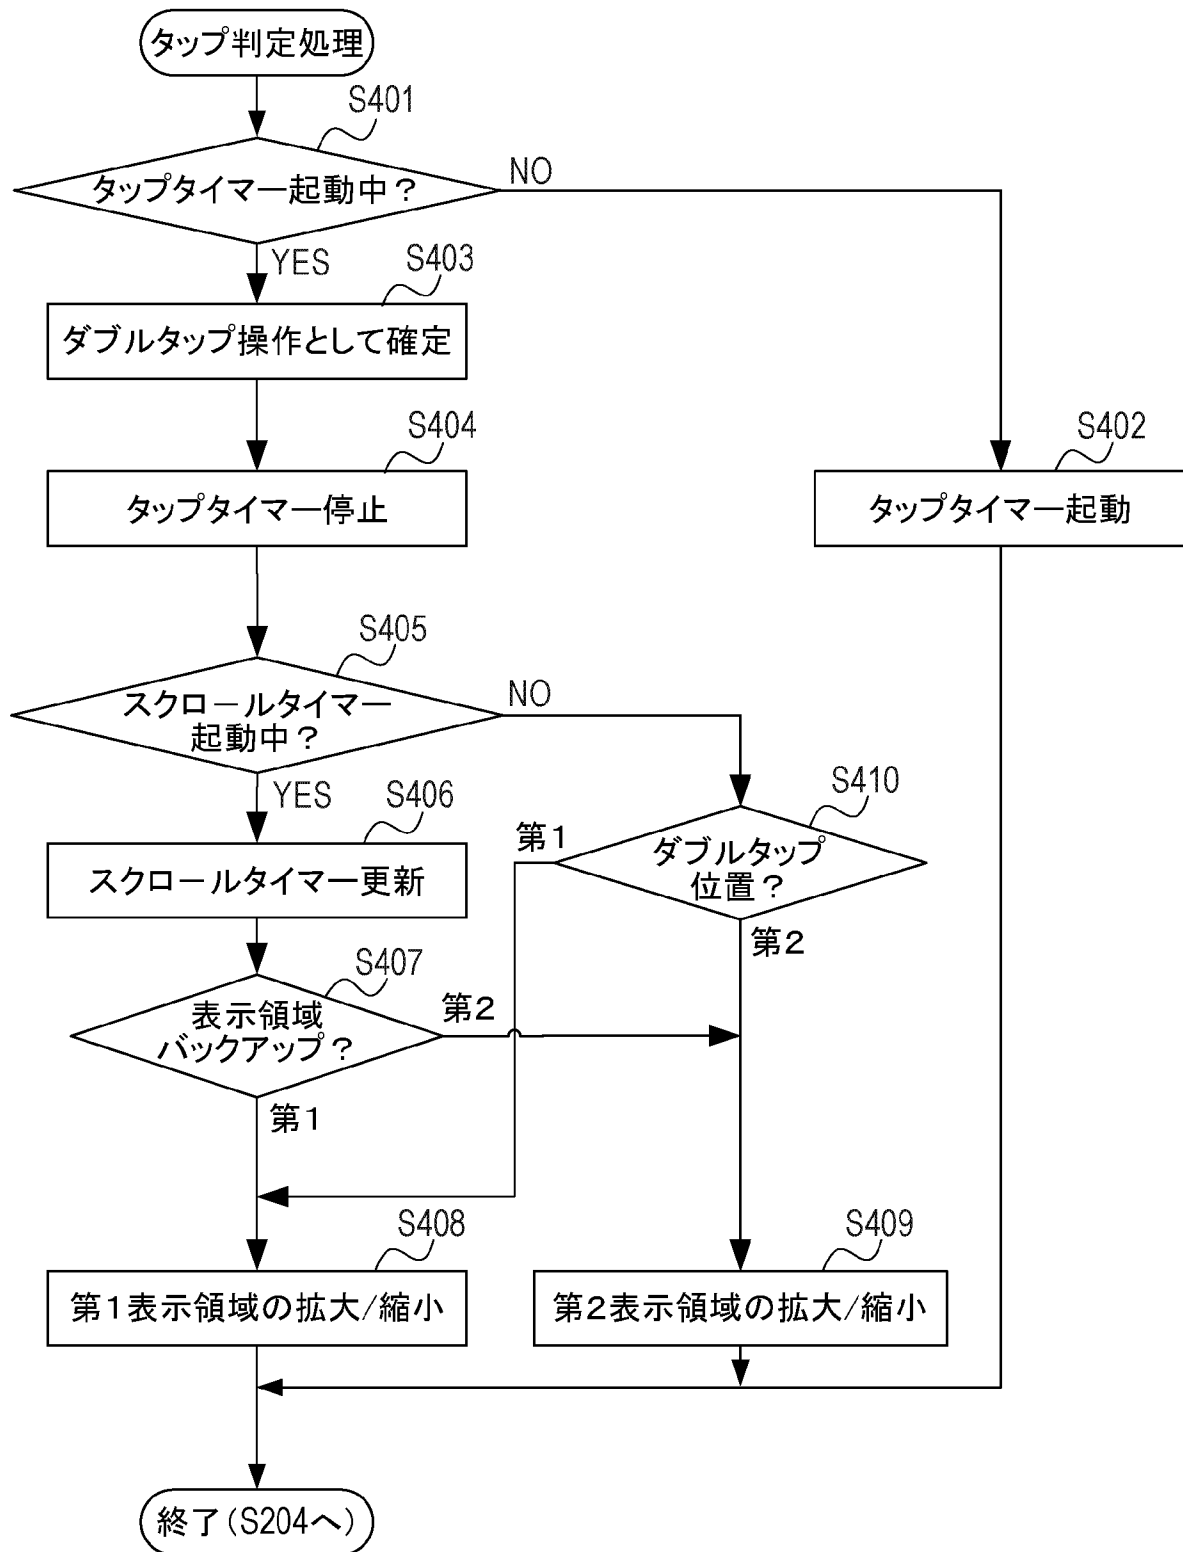 タップ判定処理
S401
タップタイマー起動中？
NO
YES
S403
ダブルタップ操作として確定
S404
タップタイマー停止
S402
タップタイマー起動
S405
スクロールタイマー
起動中？
NO
YES
S406
スクロールタイマー更新
S410
ダブルタップ
位置？
第１
第２
S407
表示領域
バックアップ？
第２
第１
S408
第１表示領域の拡大/縮小
S409
第２表示領域の拡大/縮小
終了(S204へ)